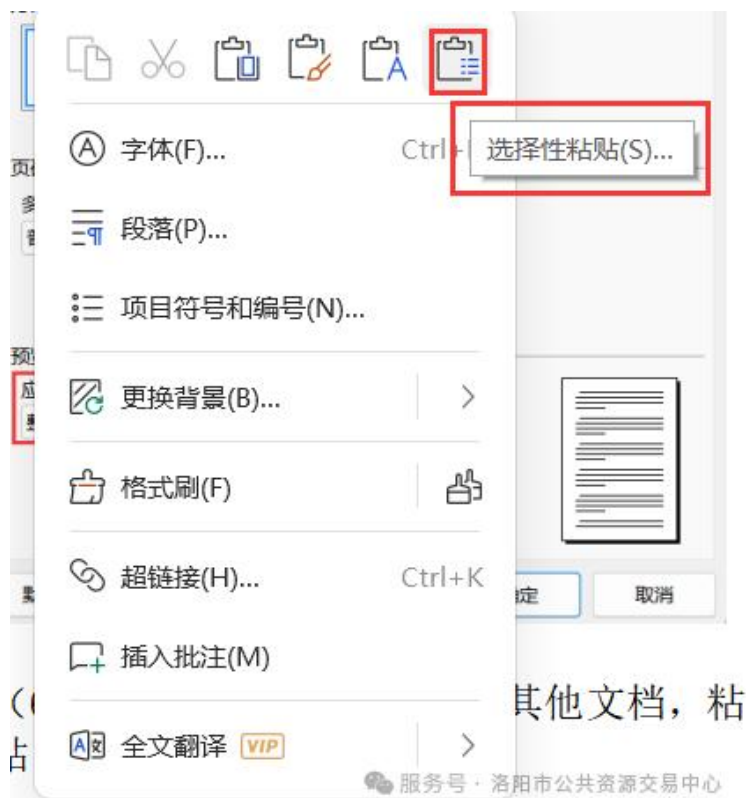 字体(F)...
Ctrl+
选择性粘贴(S)...
段落(P)...
项目符号和编号(N)...
更换背景(B)...
格式刷(F)
超链接(H)...
Ctrl+K
取消
插入批注(M)
其他文档，粘
全文翻译 VIP
服务号 · 洛阳市公共资源交易中心